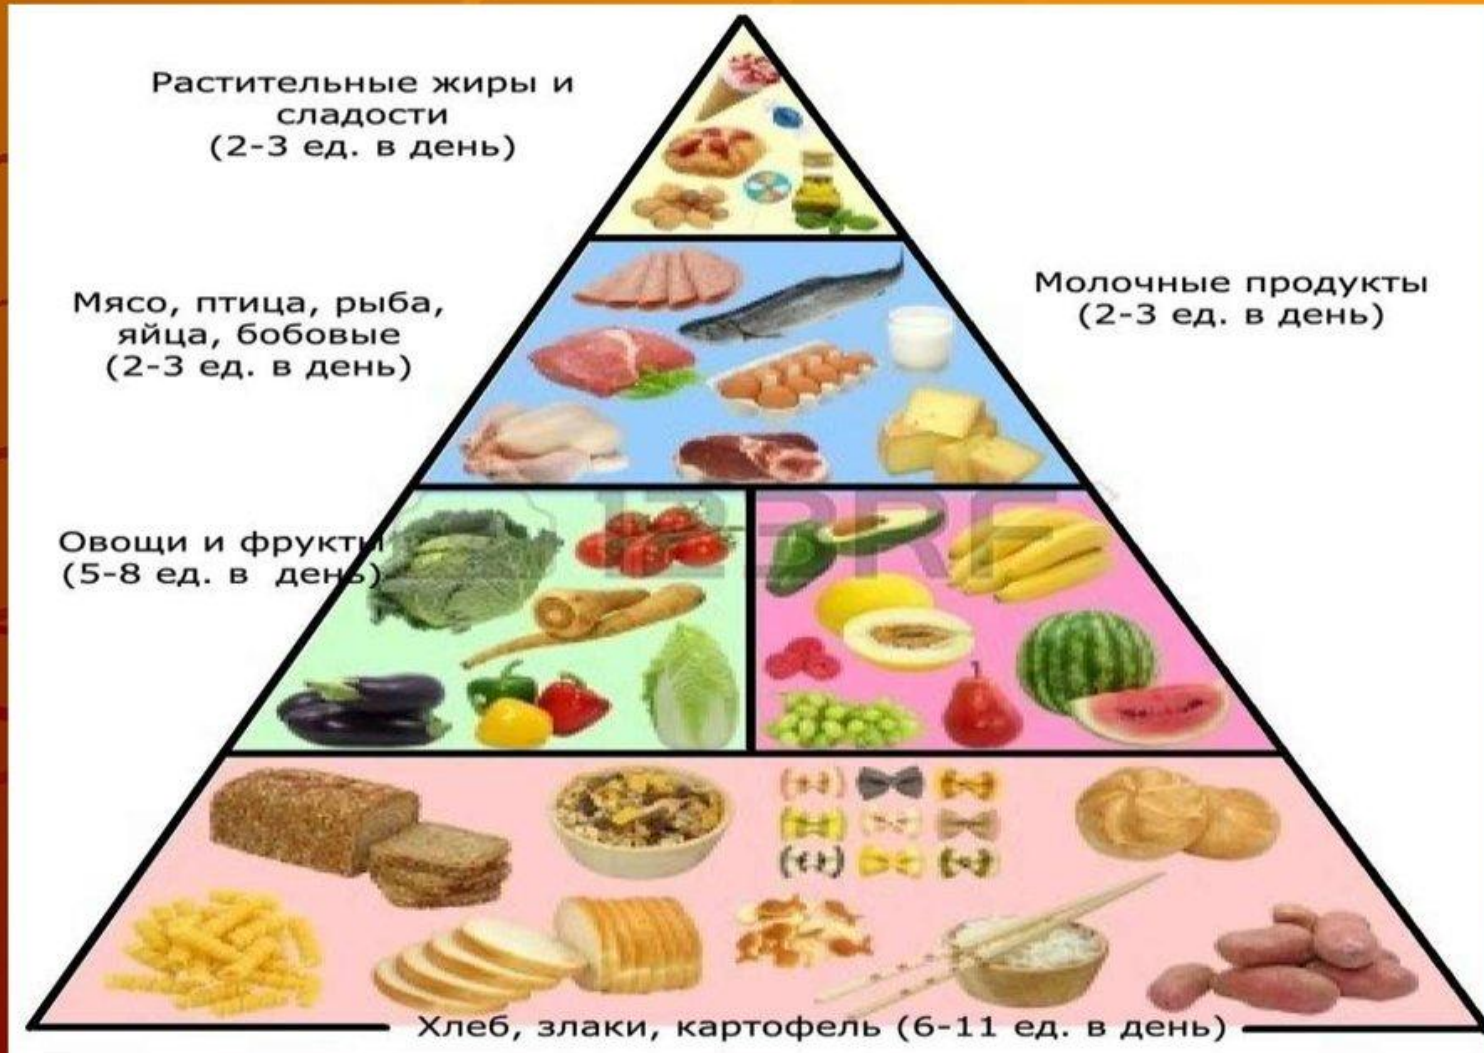 Растительные жиры и
сладости
(2-3 ед. в день)
Мясо, птица, рыба,
яйца, бобовые
(2-3 ед. в день)
Молочные продукты
(2-3 ед. в день)
Овощи и фрукты
(5-8 ед. в день)
123RF
Хлеб, злаки, картофель (6-11 ед. в день)